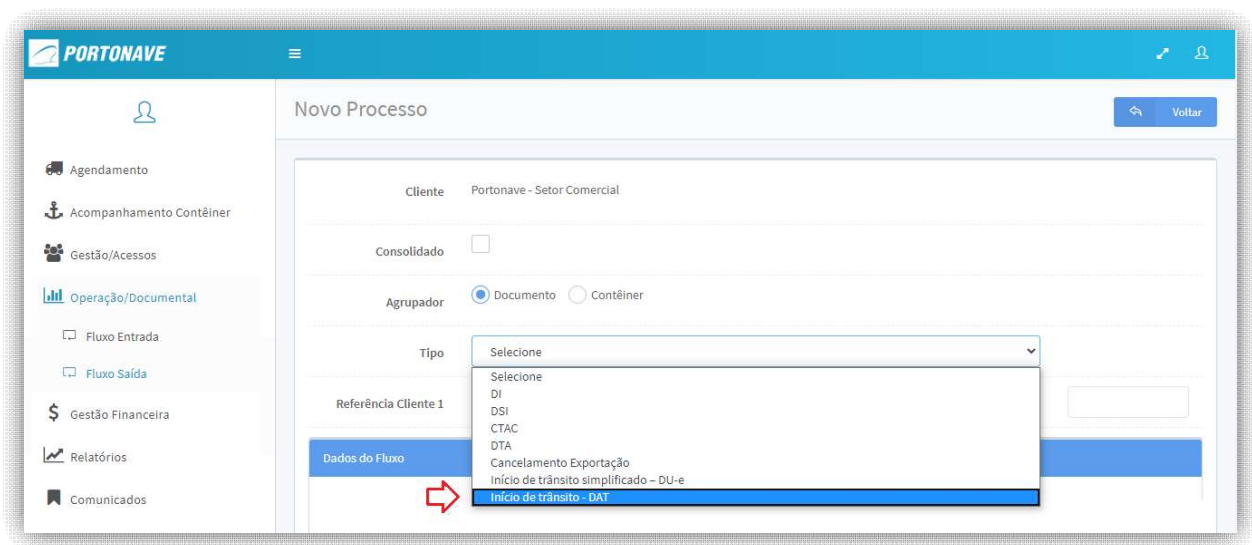 PORTONAVE
Novo Processo
Voltar
Agendamento
Acompanhamento Contêiner
Gestão/Acessos
Operação/Documental
Fluxo Entrada
Fluxo Saída
Gestão Financeira
Relatórios
Comunicados
Cliente Portonave - Setor Comercial
Consolidado
Agrupador Documento Contêiner
Tipo Selecione
Selecione
DI
DSI
CTAC
DTA
Cancelamento Exportação
Início de trânsito simplificado – DU-e
Início de trânsito - DAT
Referência Cliente 1
Dados do Fluxo